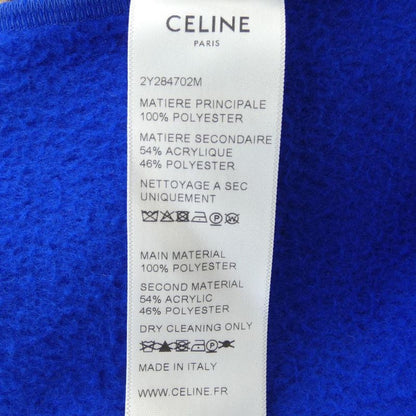 CELINE
PARIS
2Y284702M
MATIERE PRINCIPALE
100% POLYESTER
MATIERE SECONDAIRE
54% ACRYLIQUE
46% POLYESTER
NETTOYAGE A SEC
UNIQUEMENT
MAIN MATERIAL
100% POLYESTER
SECOND MATERIAL
54% ACRYLIC
46% POLYESTER
DRY CLEANING ONLY
MADE IN ITALY
WWW.CELINE.FR